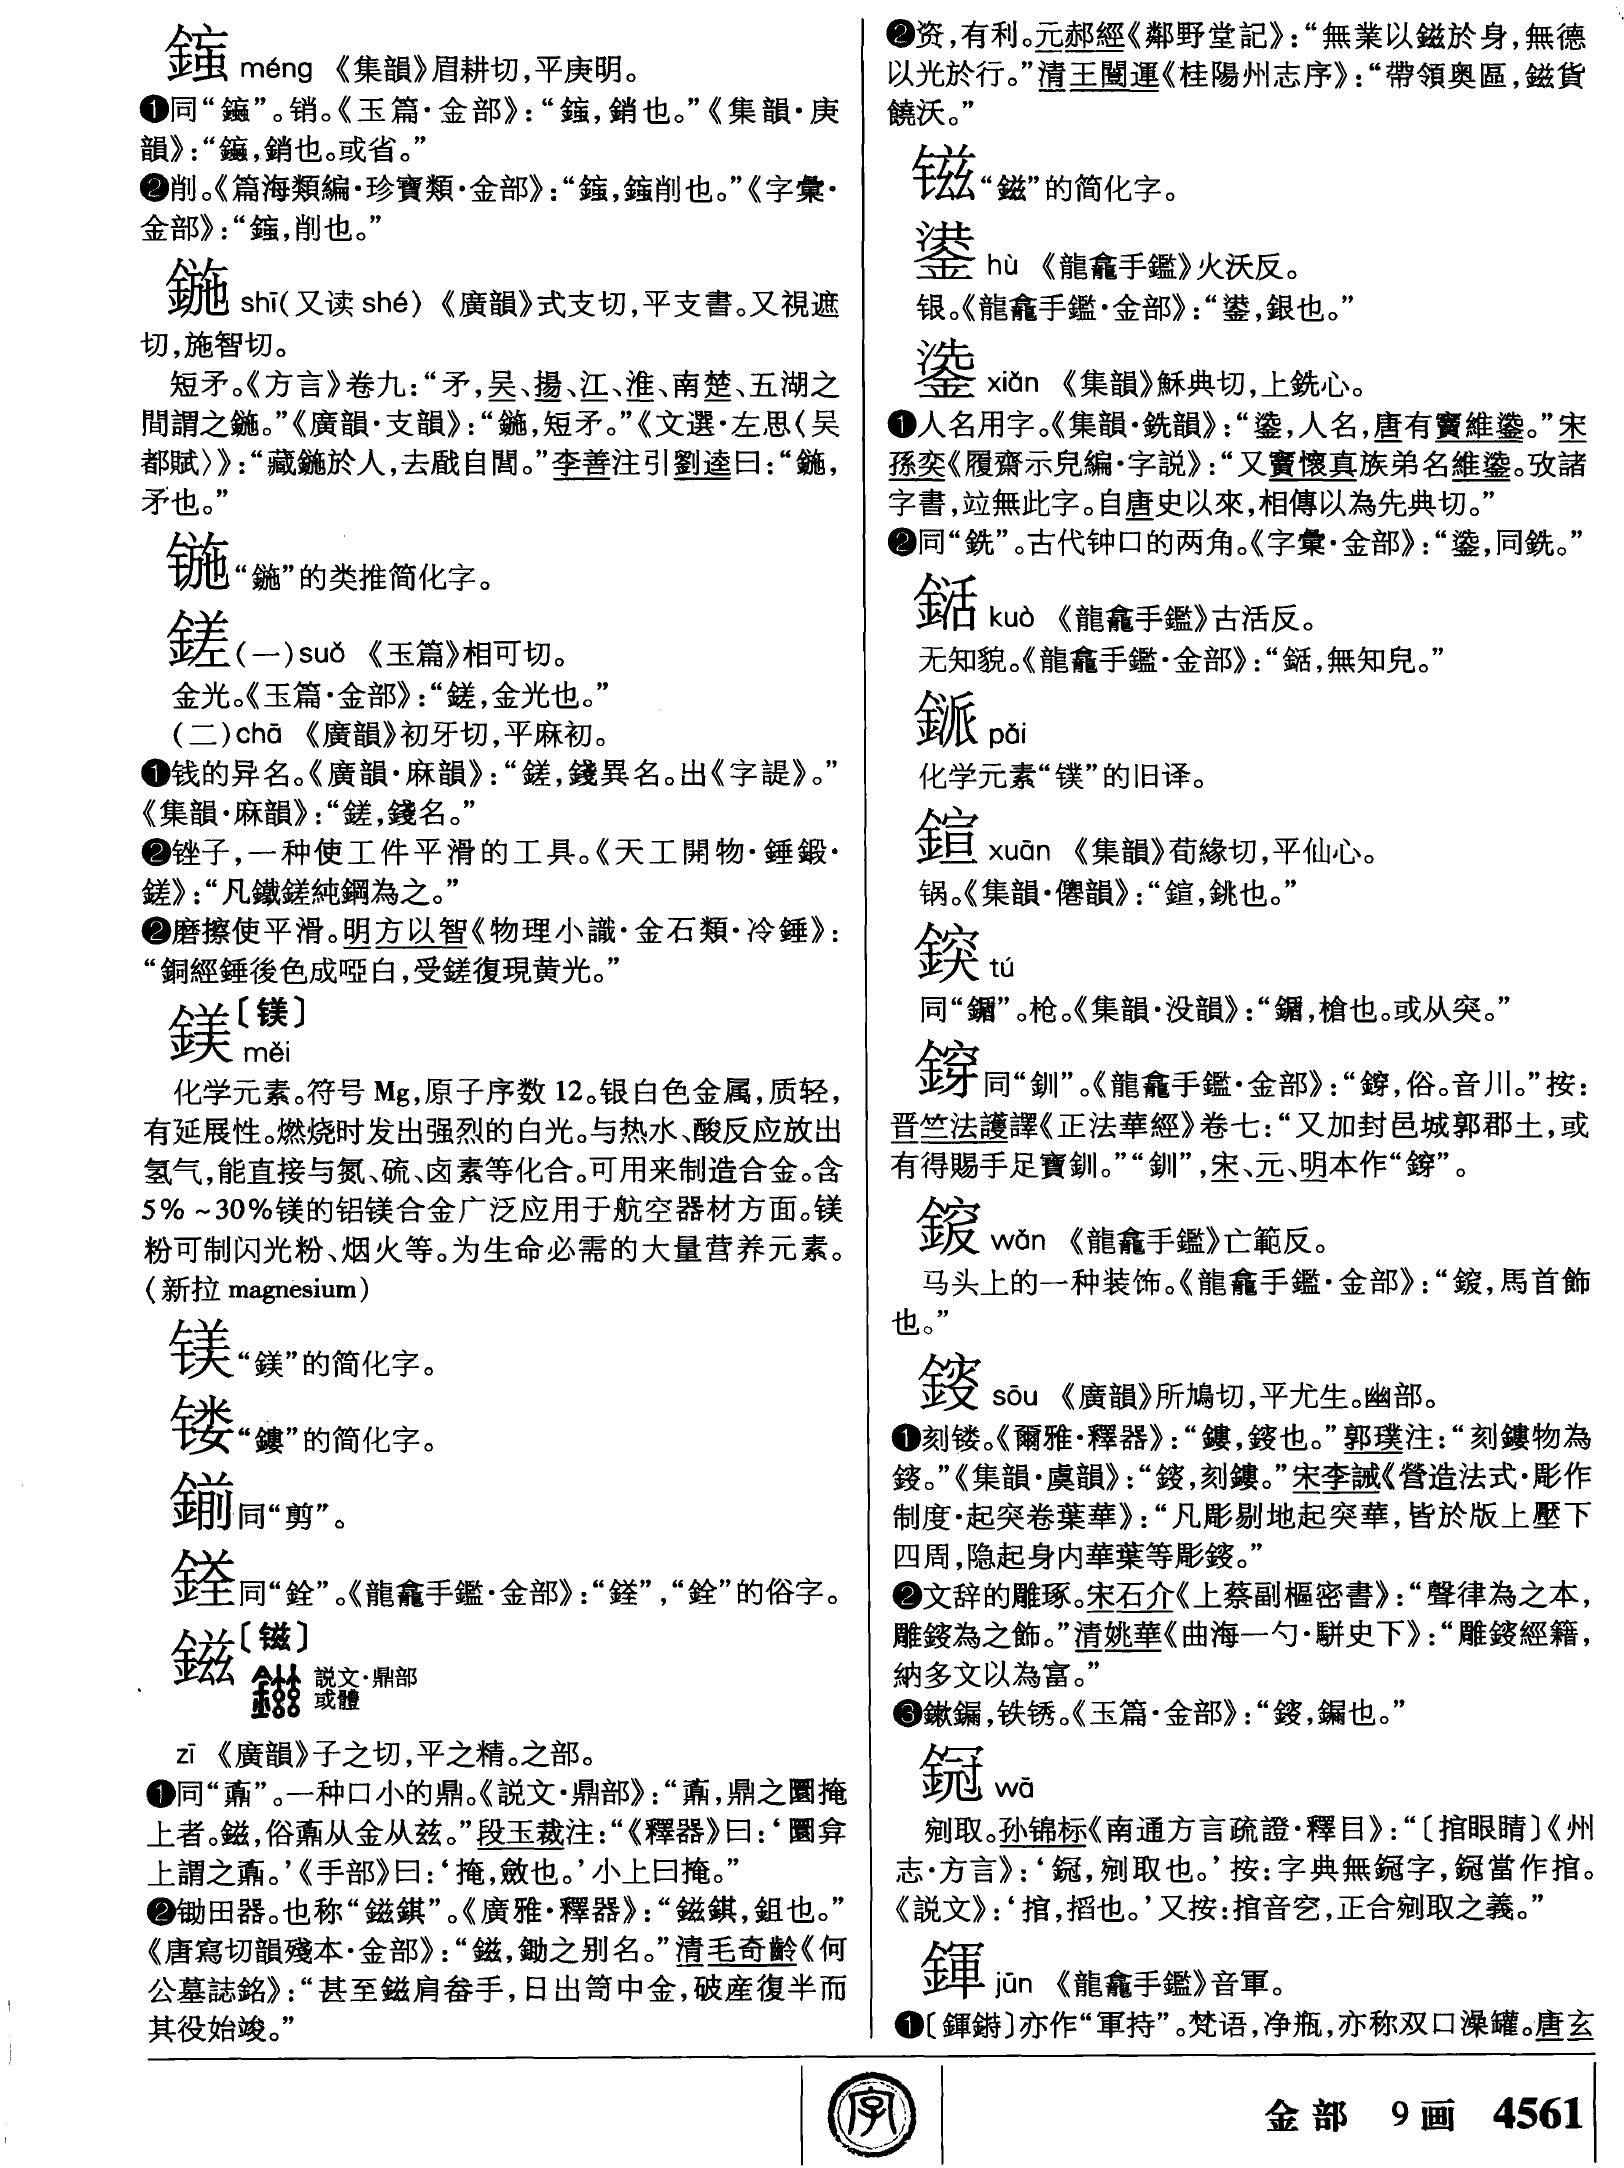 méng 《集韻》眉耕切,平庚明。
❶同“ ”。销。《玉篇·金部》:“ ,銷也。”《集韻·庚
韻》:“ ,銷也。或省。”
❷削。《篇海類編·珍寶類·金部》:“ , 削也。”《字彙·
金部》:“ ,削也。”
鍦 shī(又读 shé) 《廣韻》式支切,平支書。又視遮
切,施智切。
短矛。《方言》卷九:“矛,吴、揚、江、淮、南楚、五湖之
間謂之鍦。”《廣韻·支韻》:“鍦,短矛。”《文選·左思〈吴
都賦〉》:“藏鍦於人,去戙自閭。”李善注引劉逵曰:“鍦,
矛也。”
“鍦”的类推简化字。
鎈(一)suǒ 《玉篇》相可切。
金光。《玉篇·金部》:“鎈,金光也。”
(二)chā 《廣韻》初牙切,平麻初。
❶钱的异名。《廣韻·麻韻》:“鎈,錢異名。出《字諟》。”
《集韻·麻韻》:“鎈,錢名。”
❷锉子,一种使工件平滑的工具。《天工開物·錘鍛·
鎈》:“凡鐵鎈純鋼為之。”
❷磨擦使平滑。明方以智《物理小識·金石類·冷錘》:
“銅經錘後色成啞白,受鎈復現黄光。”
鎂〔镁〕
měi
化学元素。符号 Mg,原子序数 12。银白色金属,质轻,
有延展性。燃烧时发出强烈的白光。与热水、酸反应放出
氢气,能直接与氮、硫、卤素等化合。可用来制造合金。含
5% ~30%镁的铝镁合金广泛应用于航空器材方面。镁
粉可制闪光粉、烟火等。为生命必需的大量营养元素。
(新拉 magnesium)
镁“鎂”的简化字。
镂“鏤”的简化字。
鎆同“剪”。
同“銓”。《龍龕手鑑·金部》:“ ”,“銓”的俗字。
鎡〔镃〕
説文·鼎部
或體
zī 《廣韻》子之切,平之精。之部。
❶同“鼒”。一种口小的鼎。《説文·鼎部》:“鼒,鼎之圜掩
上者。鎡,俗鼒从金从兹。”段玉裁注:“《釋器》曰:‘圜弇
上謂之鼒。’《手部》曰:‘掩,斂也。’小上曰掩。”
❷锄田器。也称“鎡錤”。《廣雅·釋器》:“鎡錤,鉏也。”
《唐寫切韻殘本·金部》:“鎡,鋤之别名。”清毛奇齡《何
公墓誌銘》:“甚至鎡肩畚手,日出笥中金,破産復半而
其役始竣。”
❷资,有利。元郝經《鄰野堂記》:“無業以鎡於身,無德
以光於行。”清王闓運《桂陽州志序》:“帶領奥區,鎡貨
饒沃。”
镃“鎡”的简化字。
hù 《龍龕手鑑》火沃反。
银。《龍龕手鑑·金部》:“ ,銀也。”
鍌 xiǎn 《集韻》穌典切,上銑心。
❶人名用字。《集韻·銑韻》:“鍌,人名,唐有竇維鍌。”宋
孫奕《履齋示兒編·字説》:“又竇懷真族弟名維鍌。攷諸
字書,竝無此字。自唐史以來,相傳以為先典切。”
❷同“銑”。古代钟口的两角。《字彙·金部》:“鍌,同銑。”
kuò 《龍龕手鑑》古活反。
无知貌。《龍龕手鑑·金部》:“ ,無知皃。”
鎃 pǎi
化学元素“镤”的旧译。
鍹 xuān 《集韻》荀緣切,平仙心。
锅。《集韻·僊韻》:“鍹,銚也。”
鍎 tú
同“ ”。枪。《集韻·没韻》:“ ,槍也。或从突。”
同“釧”。《龍龕手鑑·金部》:“ ,俗。音川。”按:
晋竺法護譯《正法華經》卷七:“又加封邑城郭郡土,或
有得賜手足寶釧。”“釧”,宋、元、明本作“ ”。
wǎn 《龍龕手鑑》亡範反。
马头上的一种装饰。《龍龕手鑑·金部》:“ ,馬首飾
也。”
鎪 sōu 《廣韻》所鳩切,平尤生。幽部。
❶刻镂。《爾雅·釋器》:“鏤,鎪也。”郭璞注:“刻鏤物為
鎪。”《集韻·虞韻》:“鎪,刻鏤。”宋李誡《營造法式·彫作
制度·起突卷葉華》:“凡彫剔地起突華,皆於版上壓下
四周,隐起身内華葉等彫鎪。”
❷文辞的雕琢。宋石介《上蔡副樞密書》:“聲律為之本,
雕鎪為之飾。”清姚華《曲海一勺·駢史下》:“雕鎪經籍,
納多文以為富。”
❸鏉鏥,铁锈。《玉篇·金部》:“鎪,鏥也。”
wā
剜取。孙锦标《南通方言疏證·釋目》:“〔捾眼睛〕《州
志·方言》:‘ ,剜取也。’按:字典無 字, 當作捾。
《説文》:‘捾,搯也。’又按:捾音穵,正合剜取之義。”
鍕 jūn 《龍龕手鑑》音軍。
❶〔鍕 〕亦作“軍持”。梵语,净瓶,亦称双口澡罐。唐玄
字
金部 9画 4561